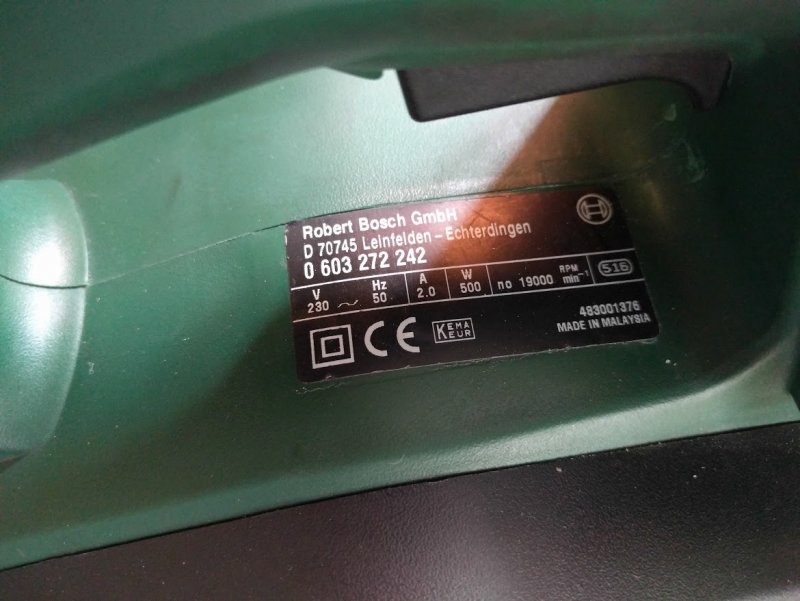 Robert Bosch GmbH
D 70745 Leinfelden - Echterdingen
0 603 272 242
V 230 ~ Hz 50 A 2.0 W 500 no 19000 RPM min⁻¹ 516
483001376
MADE IN MALAYSIA
CE KEMA KEUR